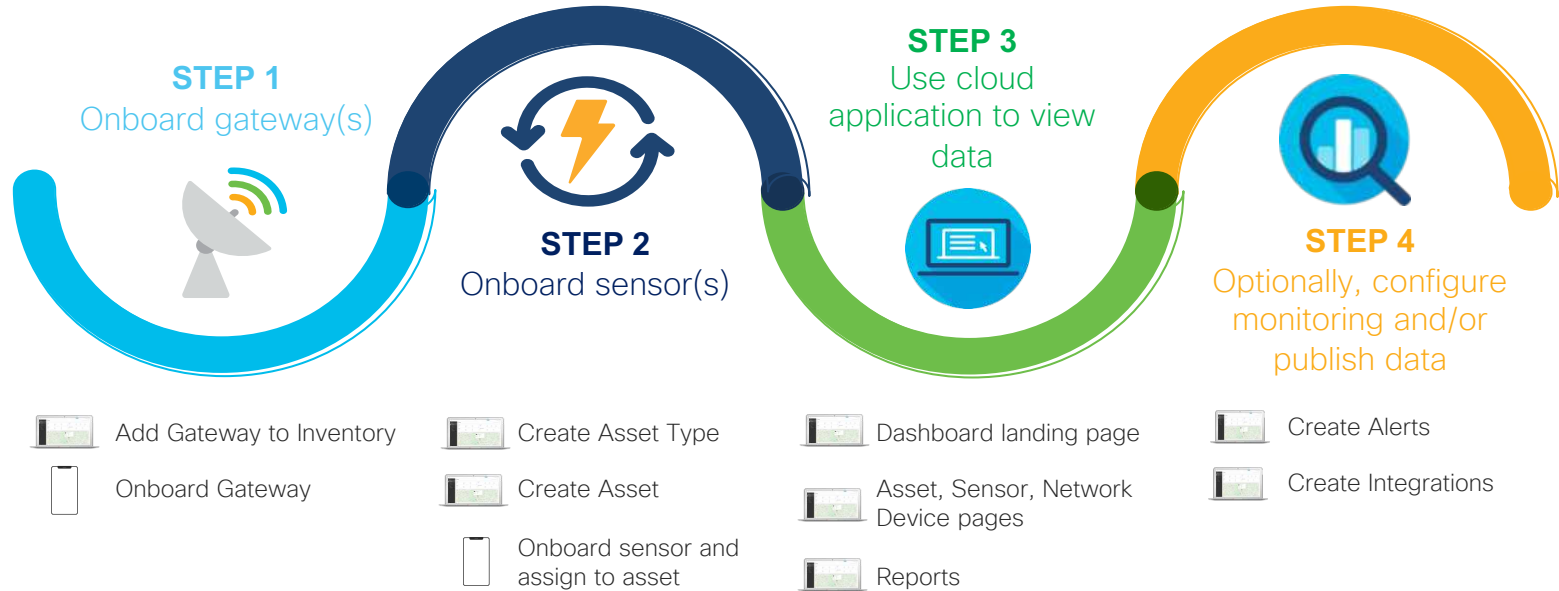 STEP 1
Onboard gateway(s)
STEP 2
Onboard sensor(s)
STEP 3
Use cloud
application to view
data
STEP 4
Optionally, configure
monitoring and/or
publish data
Add Gateway to Inventory
Onboard Gateway
Create Asset Type
Create Asset
Onboard sensor and
assign to asset
Dashboard landing page
Asset, Sensor, Network
Device pages
Reports
Create Alerts
Create Integrations